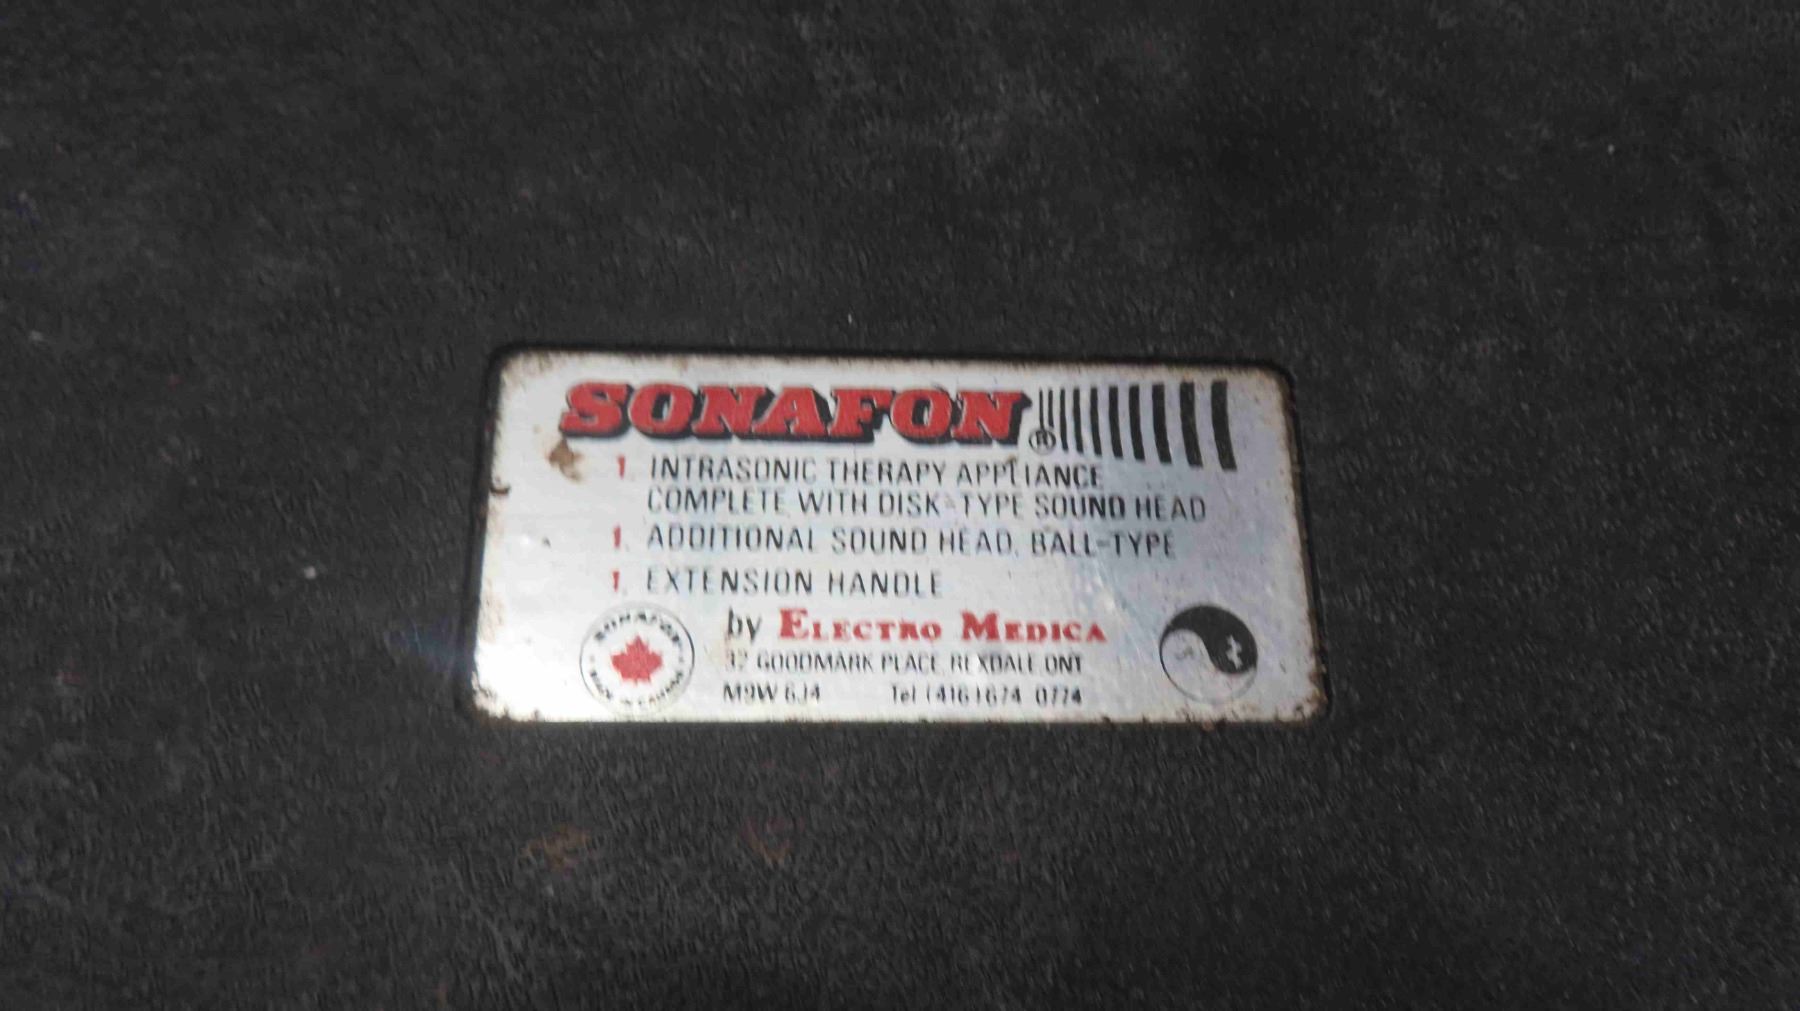 SONAFON®
1. INTRASONIC THERAPY APPLIANCE
COMPLETE WITH DISK-TYPE SOUND HEAD
1. ADDITIONAL SOUND HEAD, BALL-TYPE
1. EXTENSION HANDLE
by ELECTRO MEDICA
32 GOODMARK PLACE, REXDALE ONT
M9W 6J4 Tel (416) 674 0774
SONAFON